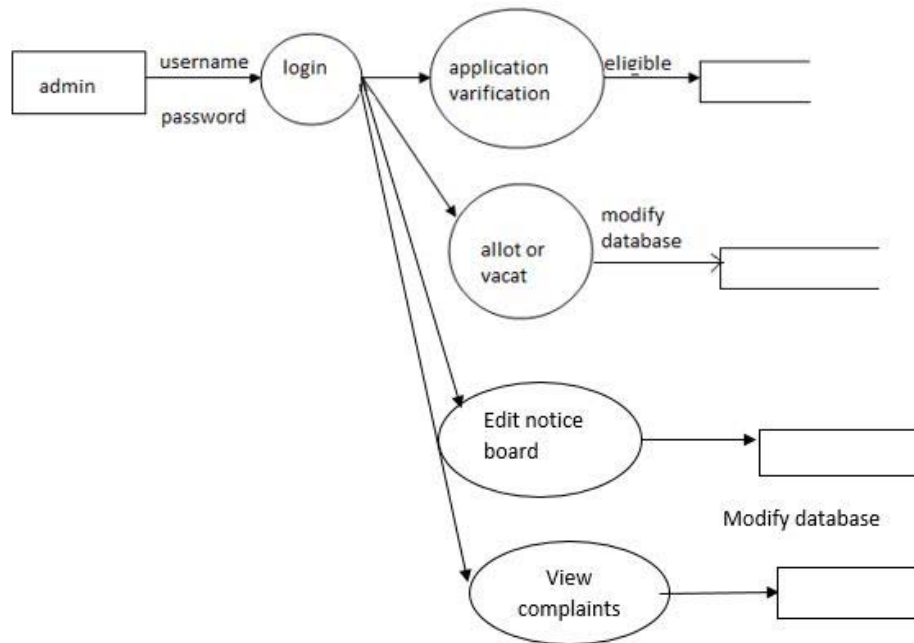 admin
username
password
login
application
varification
eligible
allot or
vacat
modify
database
Edit notice
board
Modify database
View
complaints